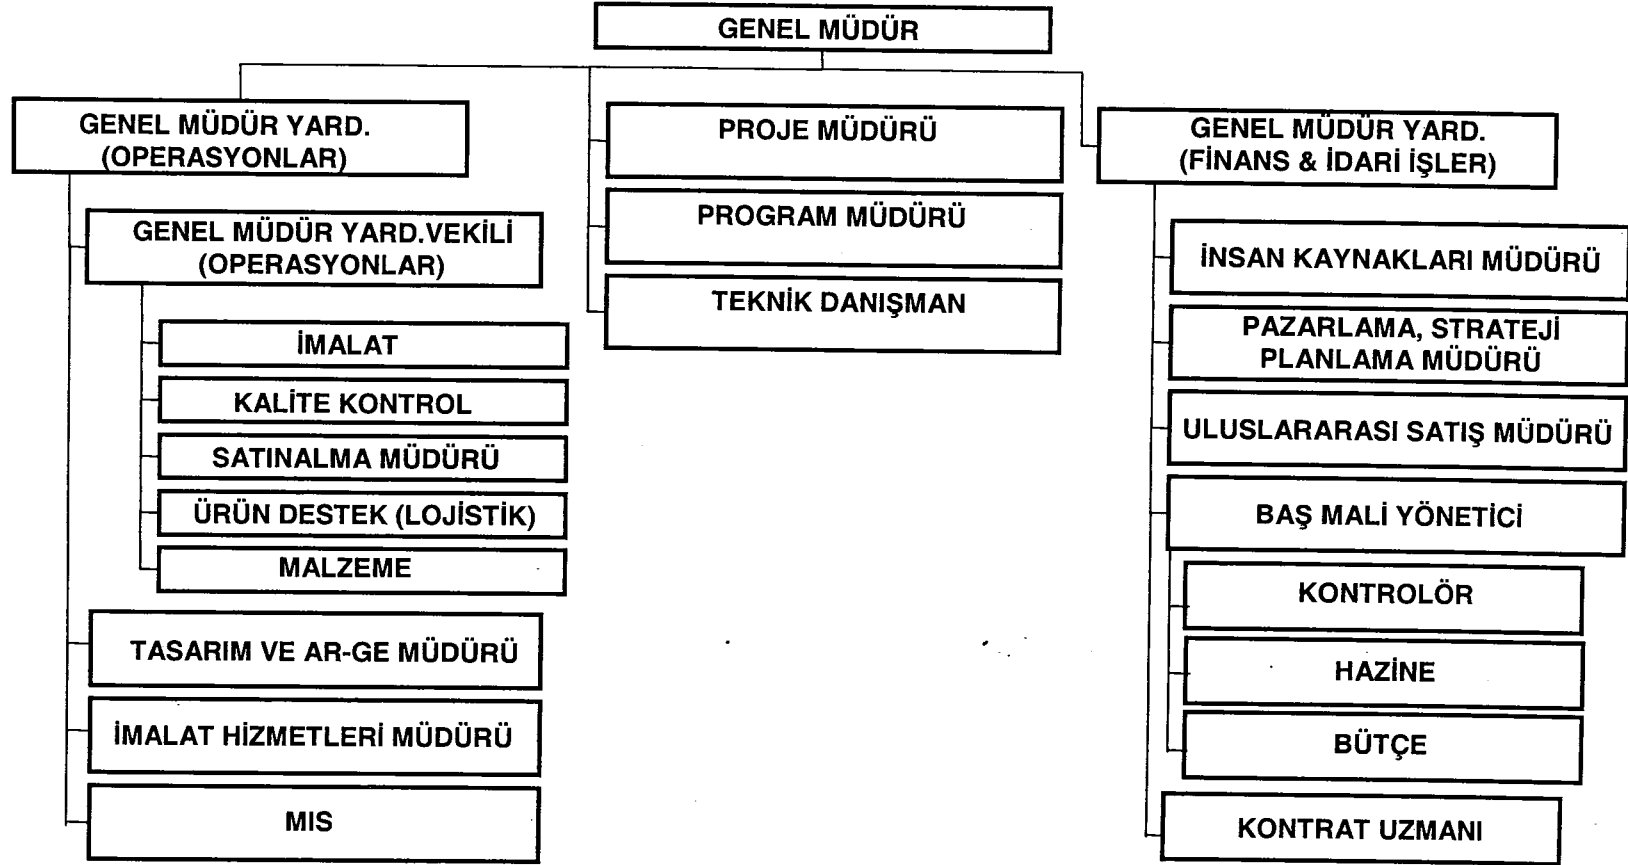 GENEL MÜDÜR
GENEL MÜDÜR YARD.
(OPERASYONLAR)
GENEL MÜDÜR YARD.VEKİLİ
(OPERASYONLAR)
İMALAT
KALİTE KONTROL
SATINALMA MÜDÜRÜ
ÜRÜN DESTEK (LOJİSTİK)
MALZEME
TASARIM VE AR-GE MÜDÜRÜ
İMALAT HİZMETLERİ MÜDÜRÜ
MIS
PROJE MÜDÜRÜ
PROGRAM MÜDÜRÜ
TEKNİK DANIŞMAN
GENEL MÜDÜR YARD.
(FİNANS & İDARİ İŞLER)
İNSAN KAYNAKLARI MÜDÜRÜ
PAZARLAMA, STRATEJİ
PLANLAMA MÜDÜRÜ
ULUSLARARASI SATIŞ MÜDÜRÜ
BAŞ MALİ YÖNETİCİ
KONTROLÖR
HAZİNE
BÜTÇE
KONTRAT UZMANI